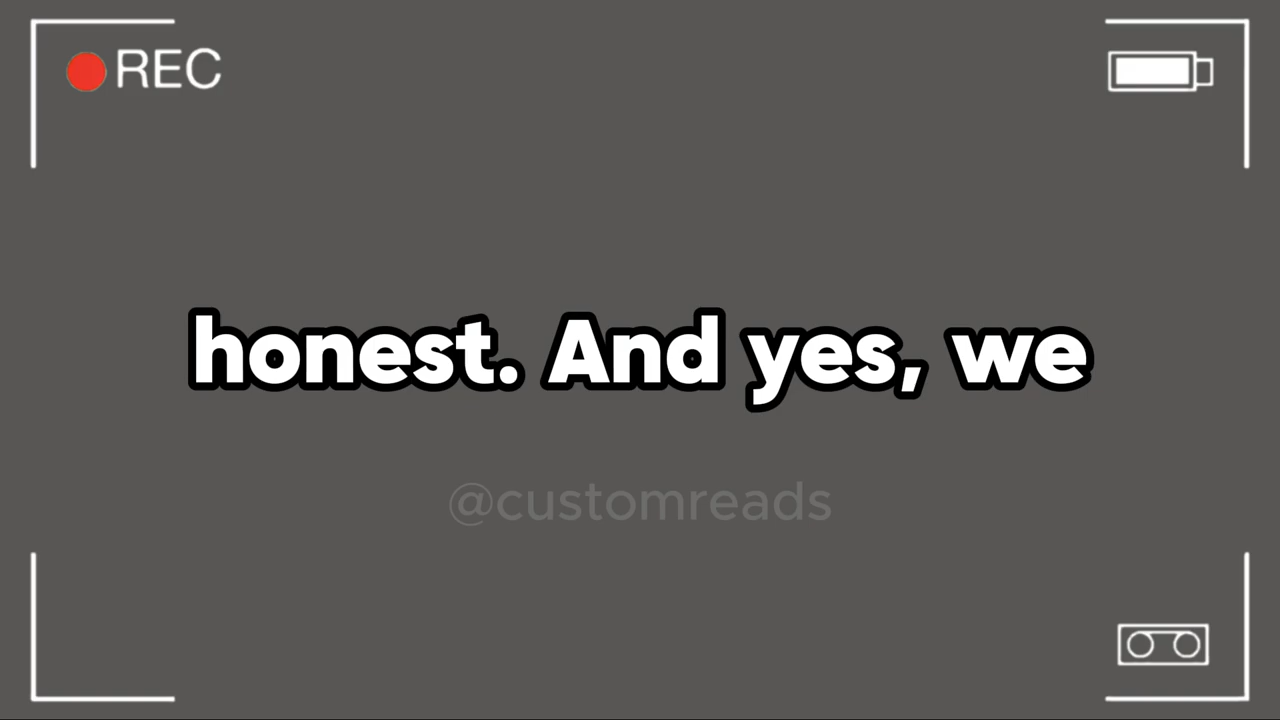 REC
honest. And yes, we
@customreads